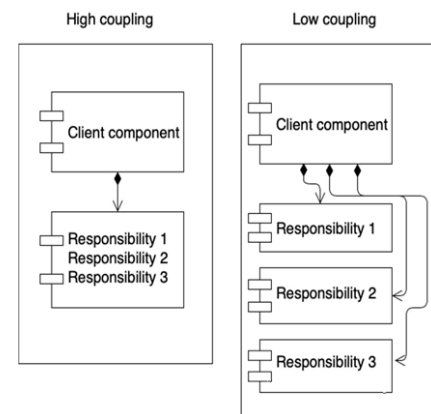 High coupling
Low coupling
Client component
Responsibility 1
Responsibility 2
Responsibility 3
Client component
Responsibility 1
Responsibility 2
Responsibility 3